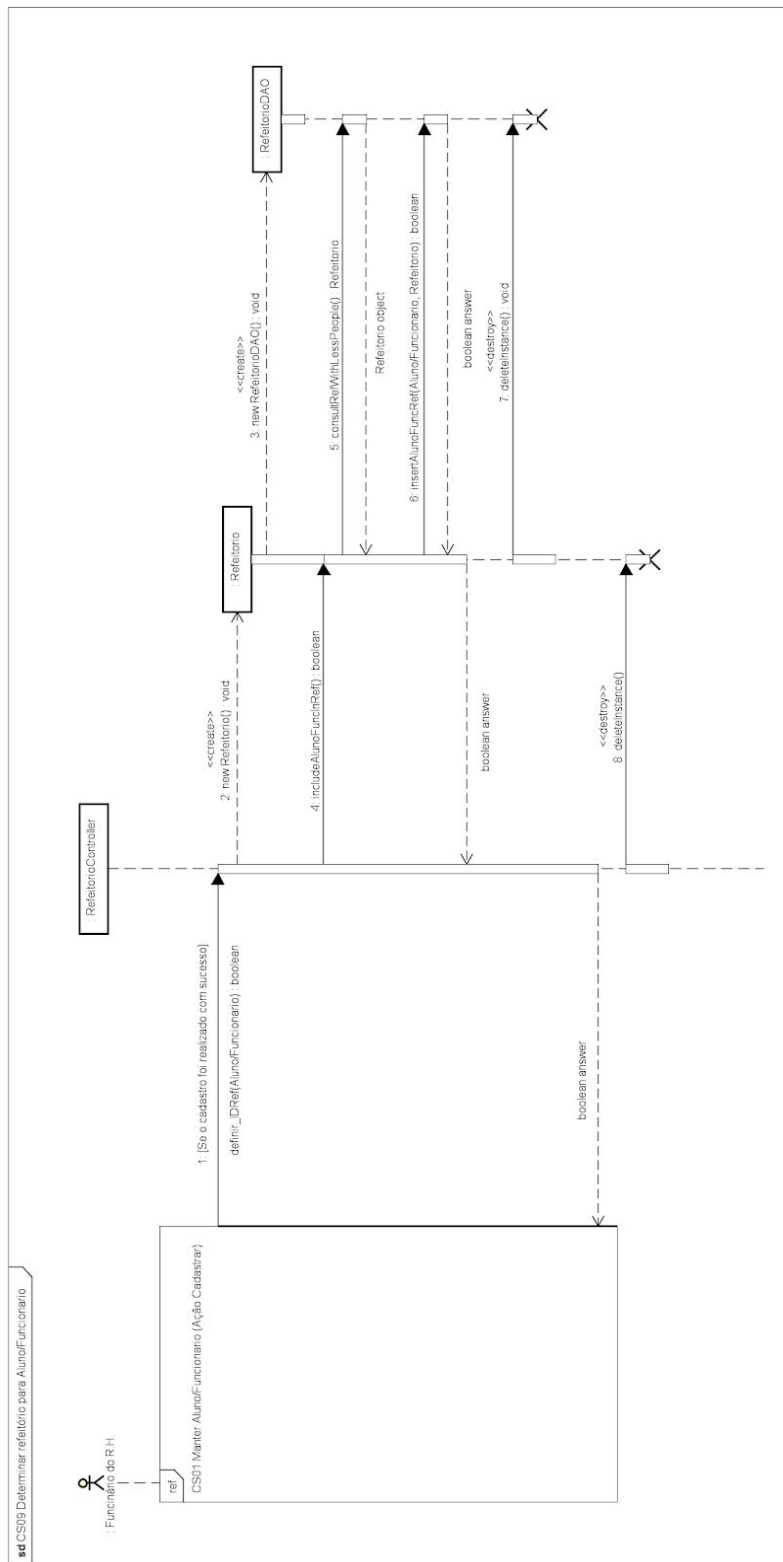 sd CS09 Determinar refeitório para Aluno/Funcionario
: Funcinário do R.H.
ref
CS01 Manter Aluno/Funcionario (Ação Cadastrar)
: RefeitorioController
: Refeitorio
: RefeitorioDAO
1: [Se o cadastro foi realizado com sucesso]
definir_IDRef(Aluno/Funcionario) : boolean
<<create>>
2: new Refeitorio() : void
<<create>>
3: new RefeitorioDAO() : void
4: includeAlunoFuncInRef() : boolean
5: consultRefWithLessPeople() : Refeitorio
Refeitorio object
6: insertAlunoFuncRef(Aluno/Funcionario, Refeitorio) : boolean
boolean answer
boolean answer
<<destroy>>
7: deleteInstance() : void
boolean answer
<<destroy>>
8: deleteInstance()